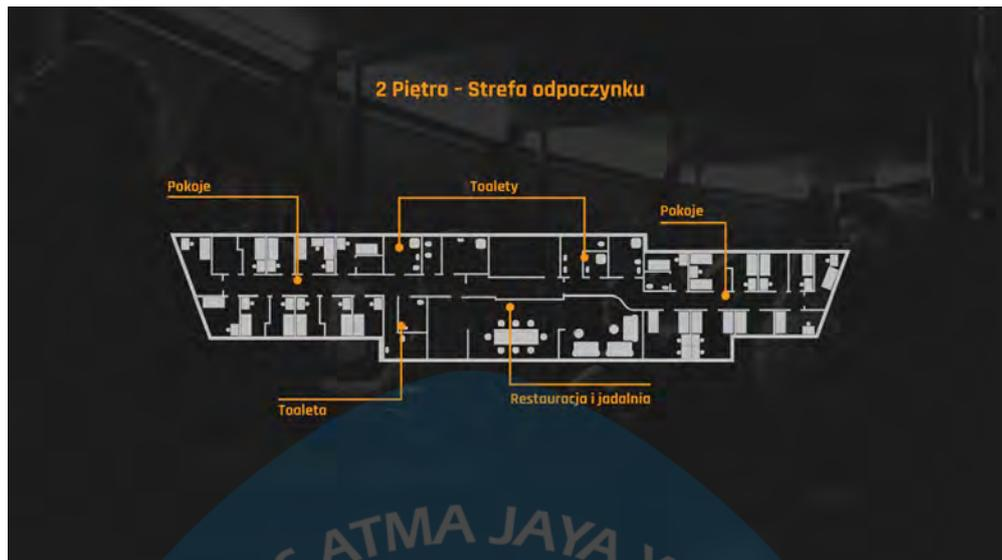 2 Piętro - Strefa odpoczynku
Pokoje
Toalety
Pokoje
Restauracja i jadalnia
Toaleta
ATMA JAYA